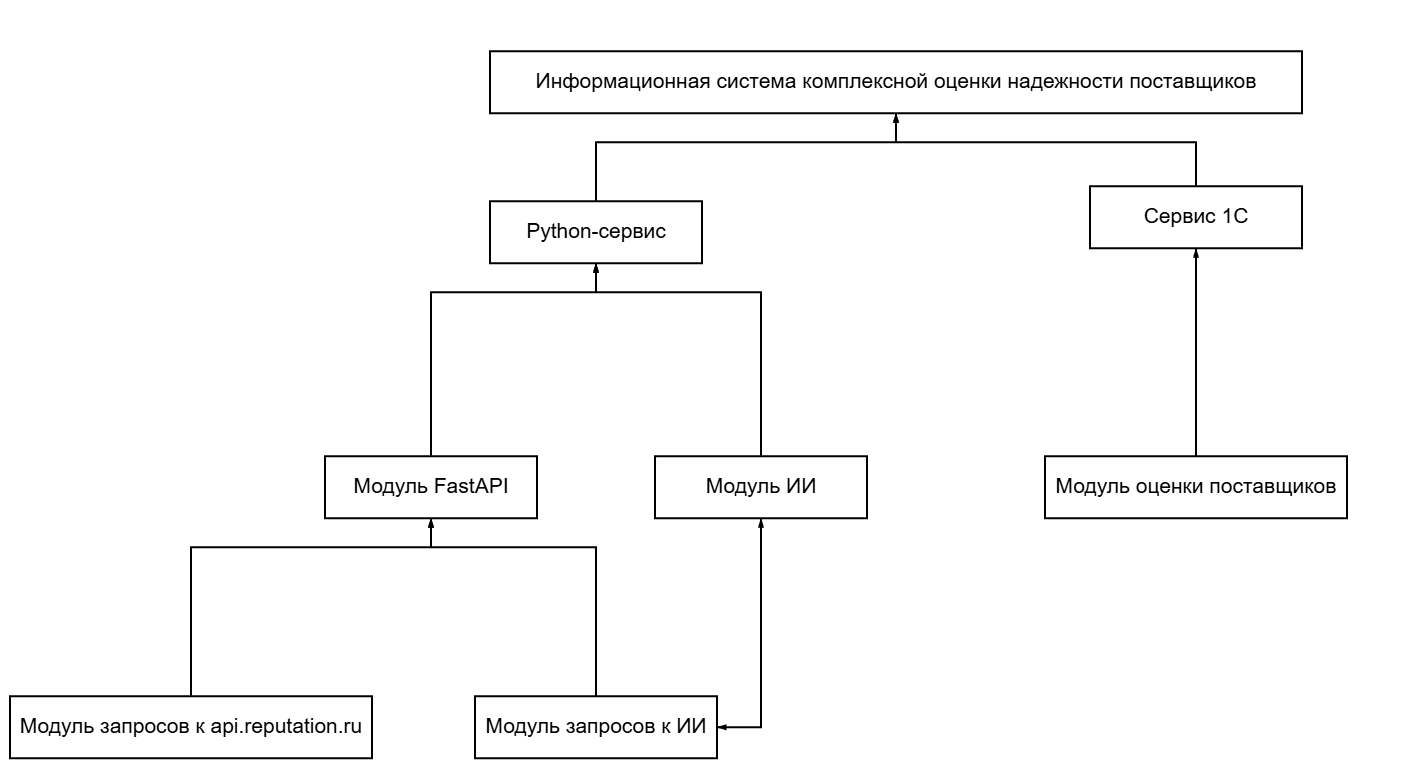 Информационная система комплексной оценки надежности поставщиков
Python-сервис
Сервис 1С
Модуль FastAPI
Модуль ИИ
Модуль оценки поставщиков
Модуль запросов к api.reputation.ru
Модуль запросов к ИИ